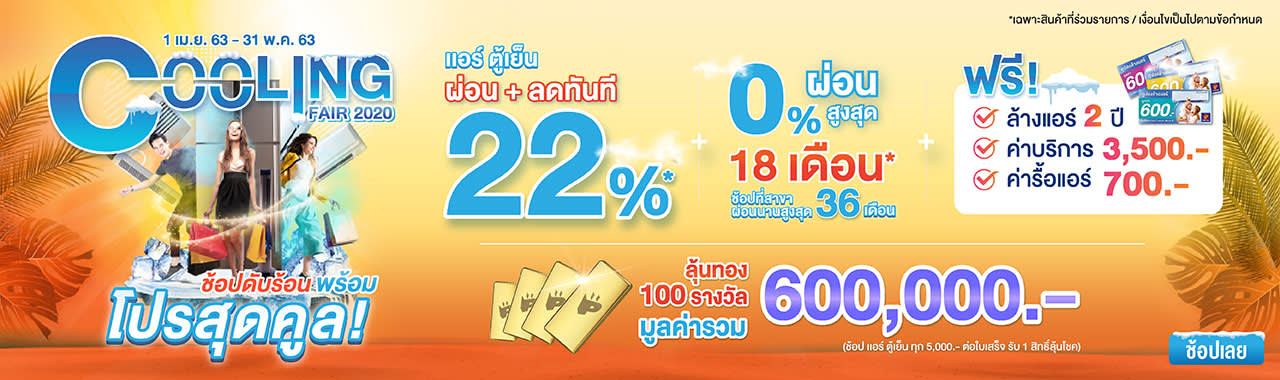 *เฉพาะสินค้าที่ร่วมรายการ / เงื่อนไขเป็นไปตามข้อกำหนด
1 เม.ย. 63 - 31 พ.ค. 63
COOLING
FAIR 2020
ช้อปดับร้อน พร้อม
โปรสุดคูล!
แอร์ ตู้เย็น
ผ่อน + ลดทันที
22%*
+
0% ผ่อน
สูงสุด
18 เดือน*
ช้อปที่สาขา
ผ่อนนานสูงสุด 36 เดือน
+
ฟรี!
ล้างแอร์ 2 ปี
ค่าบริการ 3,500.-
ค่ารื้อแอร์ 700.-
600.-
ลุ้นทอง
100 รางวัล
มูลค่ารวม
600,000.-
(ช้อป แอร์ ตู้เย็น ทุก 5,000.- ต่อใบเสร็จ รับ 1 สิทธิ์ลุ้นโชค)
ช้อปเลย